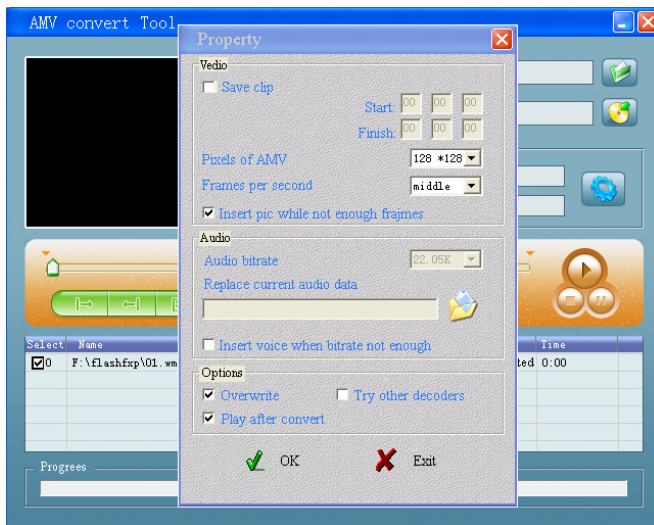 AMV convert Tool
Property
Vedio
Save clip
Start: 00 00 00
Finish: 00 00 00
Pixels of AMV 128 *128
Frames per second middle
Insert pic while not enough frajmes
Audio
Audio bitrate 22.05K
Replace current audio data
Insert voice when bitrate not enough
Select Name Time
0 F:\flashfxp\01.wm ted 0:00
Options
Overwrite Try other decoders
Play after convert
OK Exit
Progrees